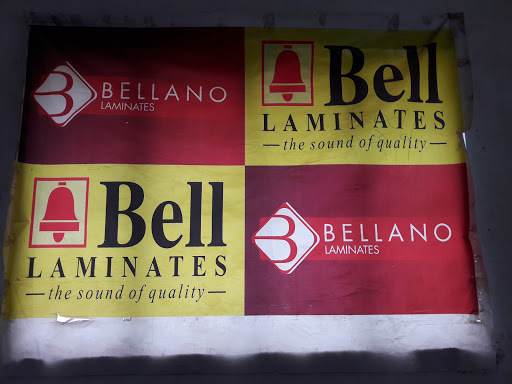 BELLANO
LAMINATES
Bell
LAMINATES
— the sound of quality —
Bell
LAMINATES
— the sound of quality —
BELLANO
LAMINATES